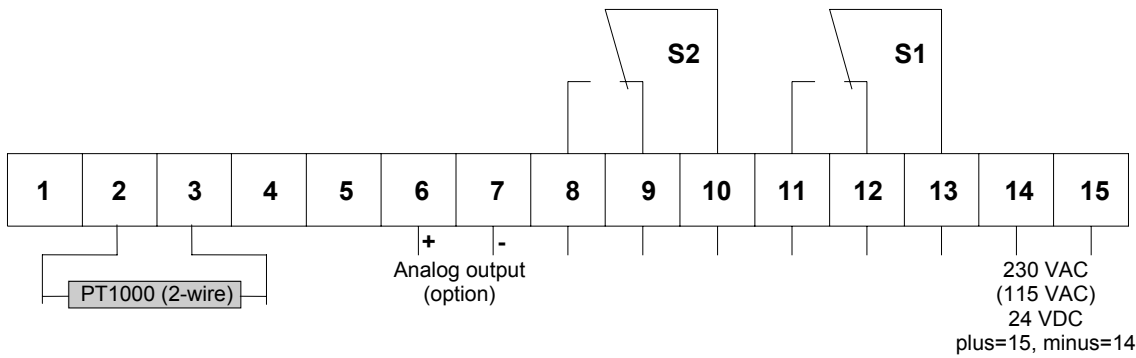 S2 S1
1 2 3 4 5 6 7 8 9 10 11 12 13 14 15
+ -
PT1000 (2-wire)
Analog output
(option)
230 VAC
(115 VAC)
24 VDC
plus=15, minus=14